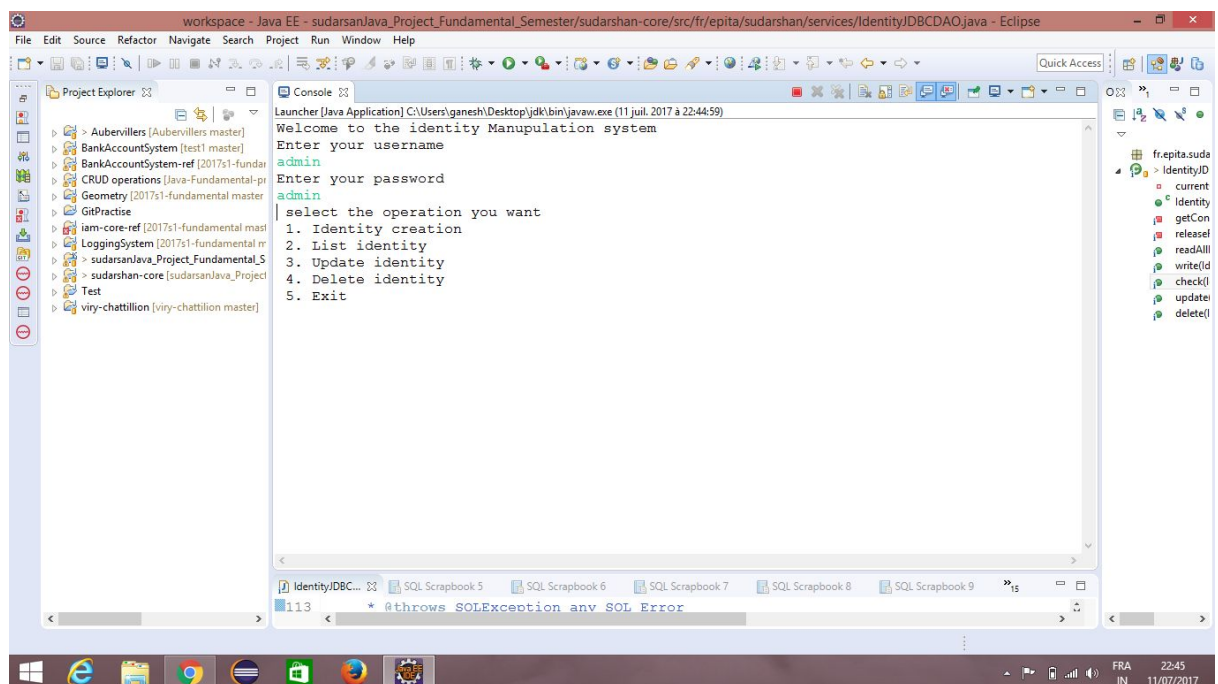 workspace - Java EE - sudarsanJava_Project_Fundamental_Semester/sudarshan-core/src/fr/epita/sudarshan/services/IdentityJDBCDAO.java - Eclipse
File Edit Source Refactor Navigate Search Project Run Window Help
Quick Access
Project Explorer
> Aubervillers [Aubervillers master]
BankAccountSystem [test1 master]
BankAccountSystem-ref [2017s1-fundar
CRUD operations [Java-Fundamental-pr
Geometry [2017s1-fundamental master
GitPractise
iam-core-ref [2017s1-fundamental mast
LoggingSystem [2017s1-fundamental m
> sudarsanJava_Project_Fundamental_S
> sudarshan-core [sudarsanJava_Project
Test
viry-chattillion [viry-chattilion master]
Console
Launcher [Java Application] C:\Users\ganesh\Desktop\jdk\bin\javaw.exe (11 juil. 2017 à 22:44:59)
Welcome to the identity Manupulation system
Enter your username
admin
Enter your password
admin
select the operation you want
1. Identity creation
2. List identity
3. Update identity
4. Delete identity
5. Exit
fr.epita.suda
> IdentityJD
current
Identity
getCon
releaseF
readAllI
write(Id
check(I
update(
delete(I
IdentityJDBC... SQL Scrapbook 5 SQL Scrapbook 6 SQL Scrapbook 7 SQL Scrapbook 8 SQL Scrapbook 9 »15
113 * @throws SQLException any SQL Error
FRA 22:45
IN 11/07/2017